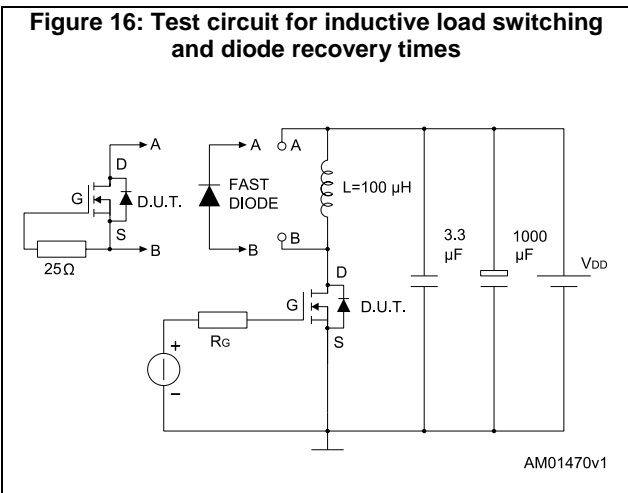 Figure 16: Test circuit for inductive load switching
and diode recovery times
A
D
G
D.U.T.
S
B
25Ω
A
FAST
DIODE
B
A
B
L=100 µH
D
G
D.U.T.
S
RG
+
−
3.3
µF
1000
µF
VDD
AM01470v1